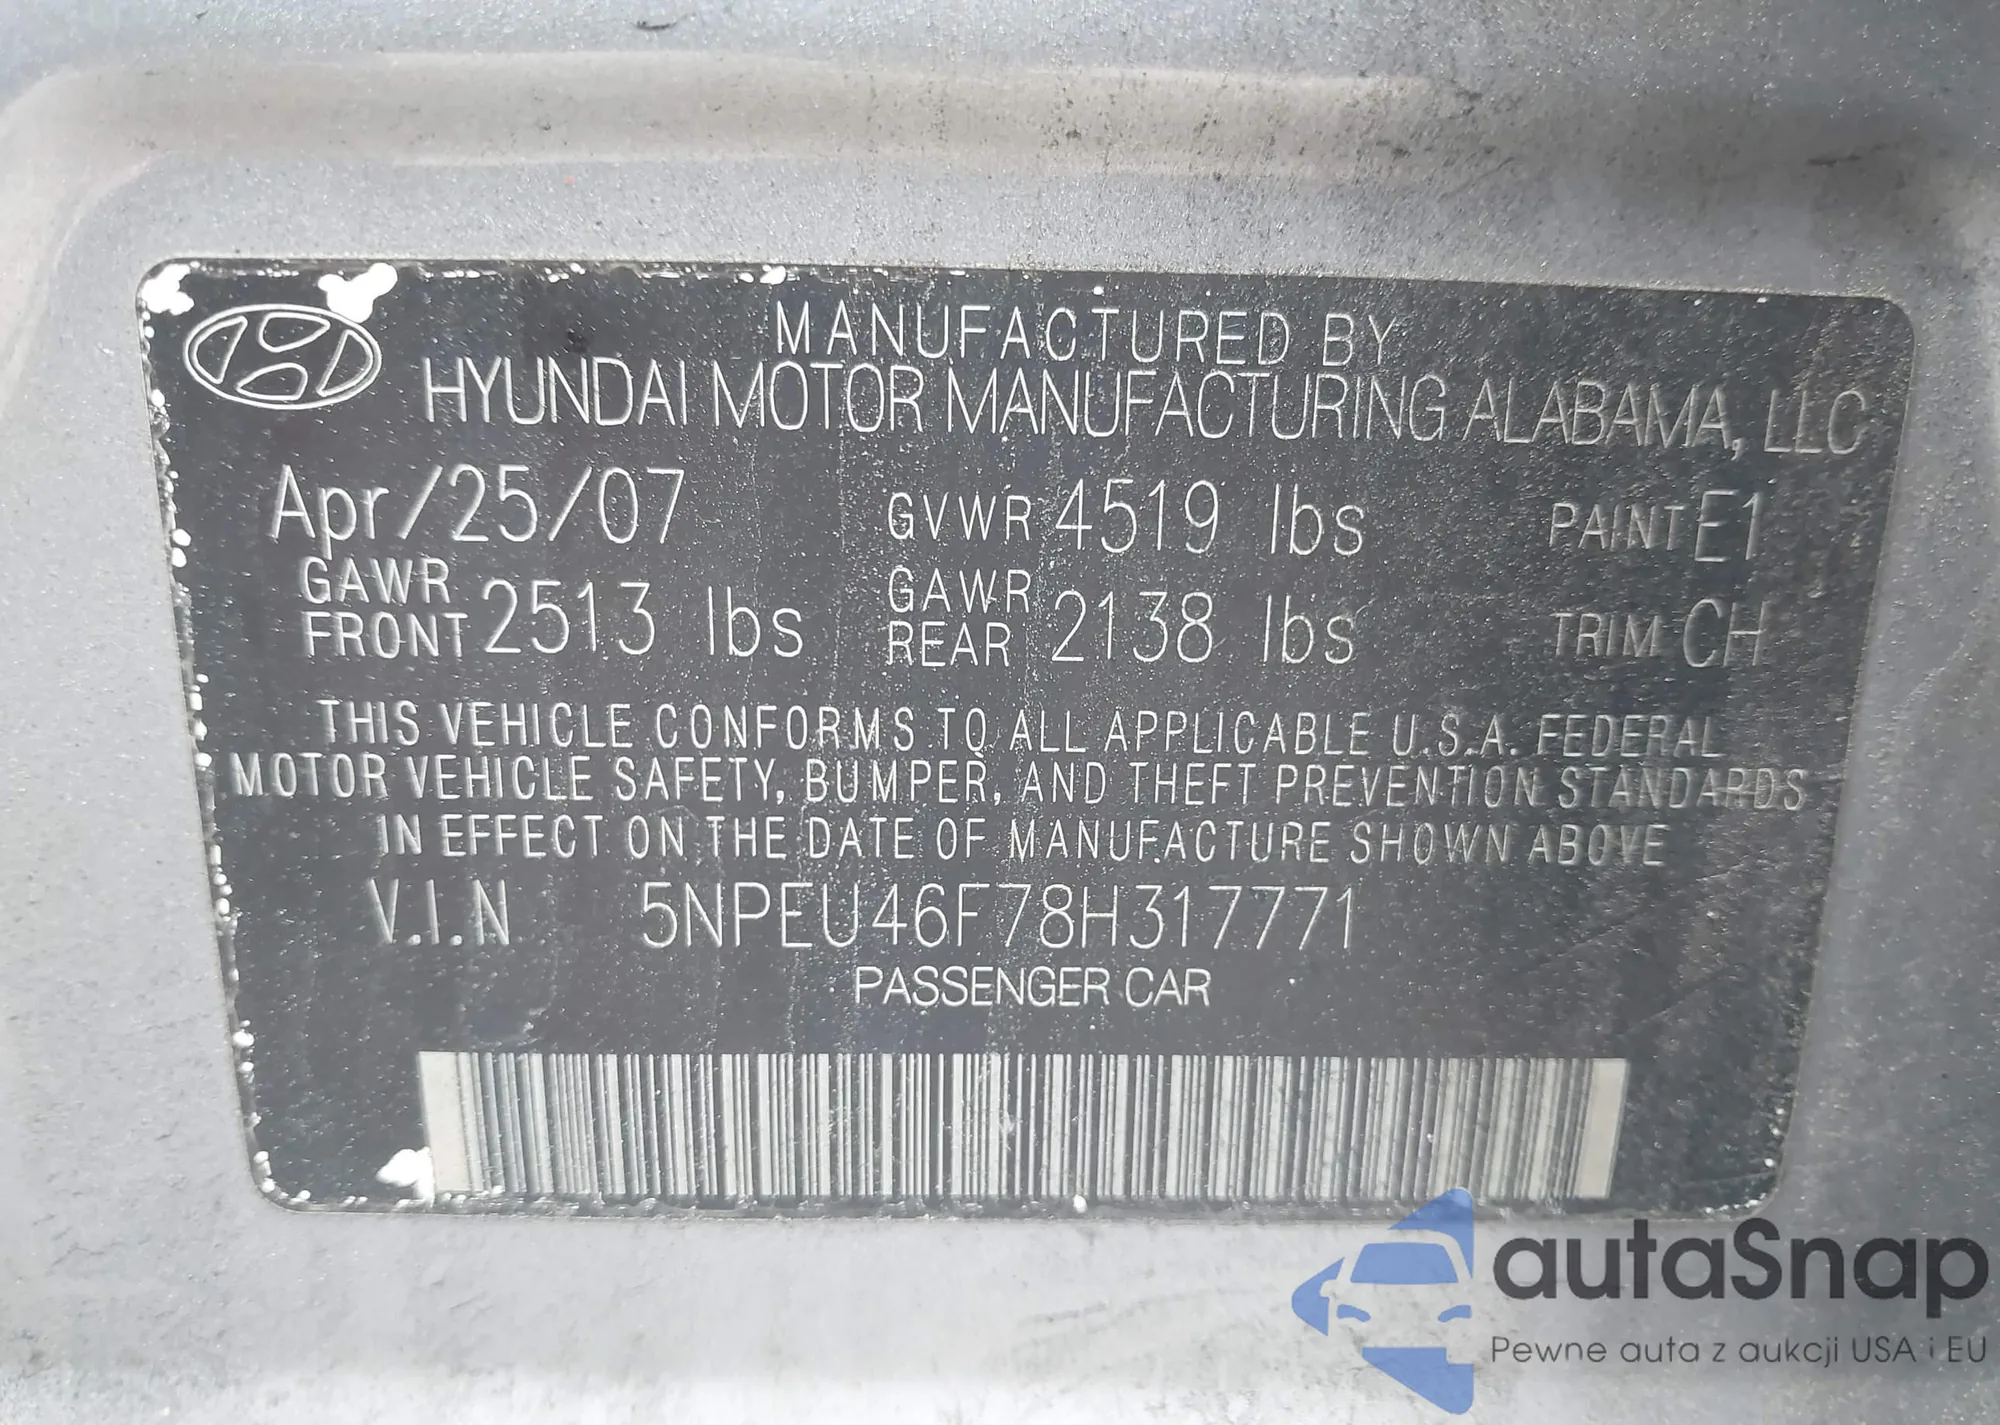 MANUFACTURED BY
HYUNDAI MOTOR MANUFACTURING ALABAMA, LLC
Apr/25/07 GVWR 4519 lbs PAINT E1
GAWR FRONT 2513 lbs GAWR REAR 2138 lbs TRIM CH
THIS VEHICLE CONFORMS TO ALL APPLICABLE U.S.A. FEDERAL
MOTOR VEHICLE SAFETY, BUMPER, AND THEFT PREVENTION STANDARDS
IN EFFECT ON THE DATE OF MANUFACTURE SHOWN ABOVE
V.I.N 5NPEU46F78H317771
PASSENGER CAR
autaSnap
Pewne auta z aukcji USA i EU